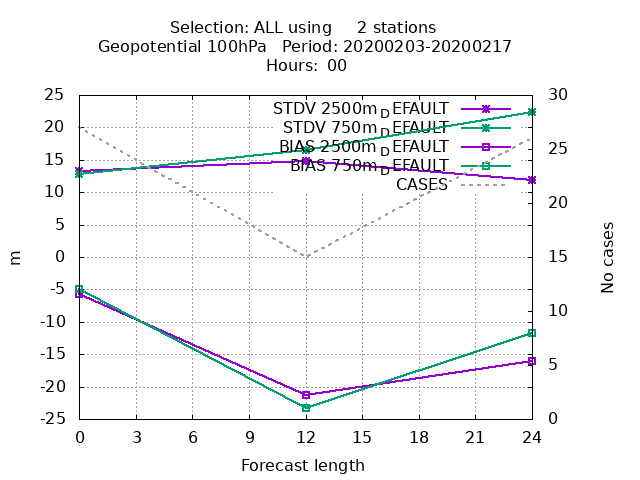 Selection: ALL using 2 stations
Geopotential 100hPa Period: 20200203-20200217
Hours: 00
25
20
15
10
5
0
-5
-10
-15
-20
-25
m
30
25
20
15
10
5
0
No cases
STDV 2500m_DEFAULT
STDV 750m_DEFAULT
BIAS 2500m_DEFAULT
BIAS 750m_DEFAULT
CASES
0 3 6 9 12 15 18 21 24
Forecast length